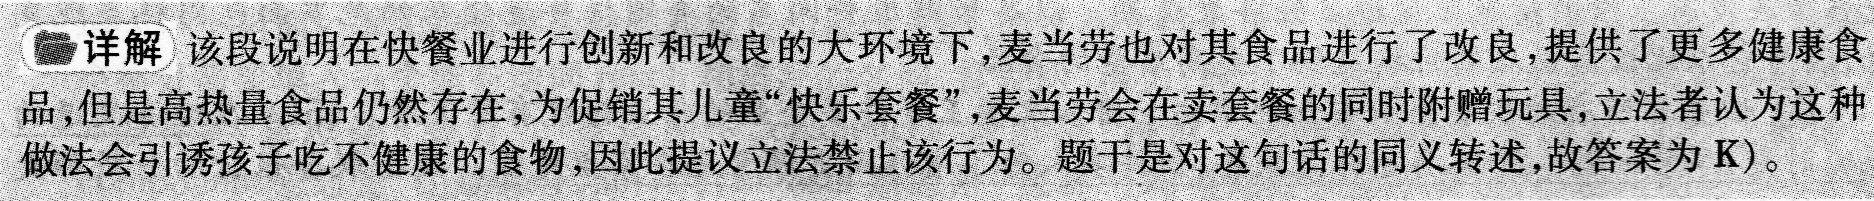 详解 该段说明在快餐业进行创新和改良的大环境下,麦当劳也对其食品进行了改良,提供了更多健康食
品,但是高热量食品仍然存在,为促销其儿童“快乐套餐”,麦当劳会在卖套餐的同时附赠玩具,立法者认为这种
做法会引诱孩子吃不健康的食物,因此提议立法禁止该行为。题干是对这句话的同义转述,故答案为 K)。